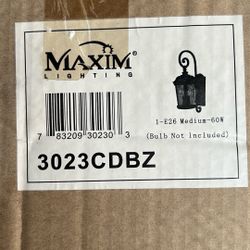 MAXIM
LIGHTING
7 83209 30230 3
1-E26 Medium-60W
(Bulb Not Included)
3023CDBZ